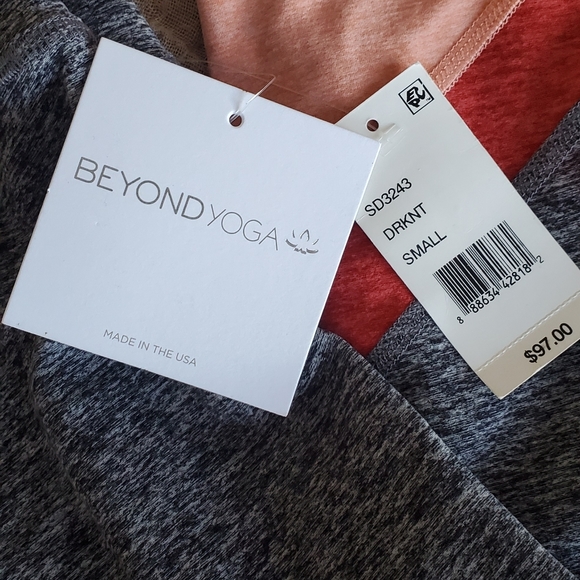 BEYOND YOGA
MADE IN THE USA
SD3243
DRKNT
SMALL
8 88634 42818 2
$97.00